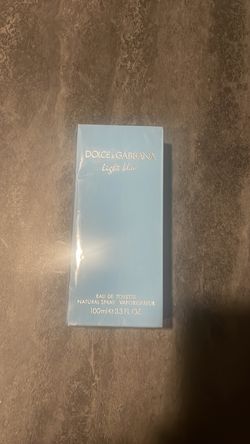 DOLCE & GABBANA
Light Blue
EAU DE TOILETTE
NATURAL SPRAY VAPORISATEUR
100ml e 3.3 FL.OZ.